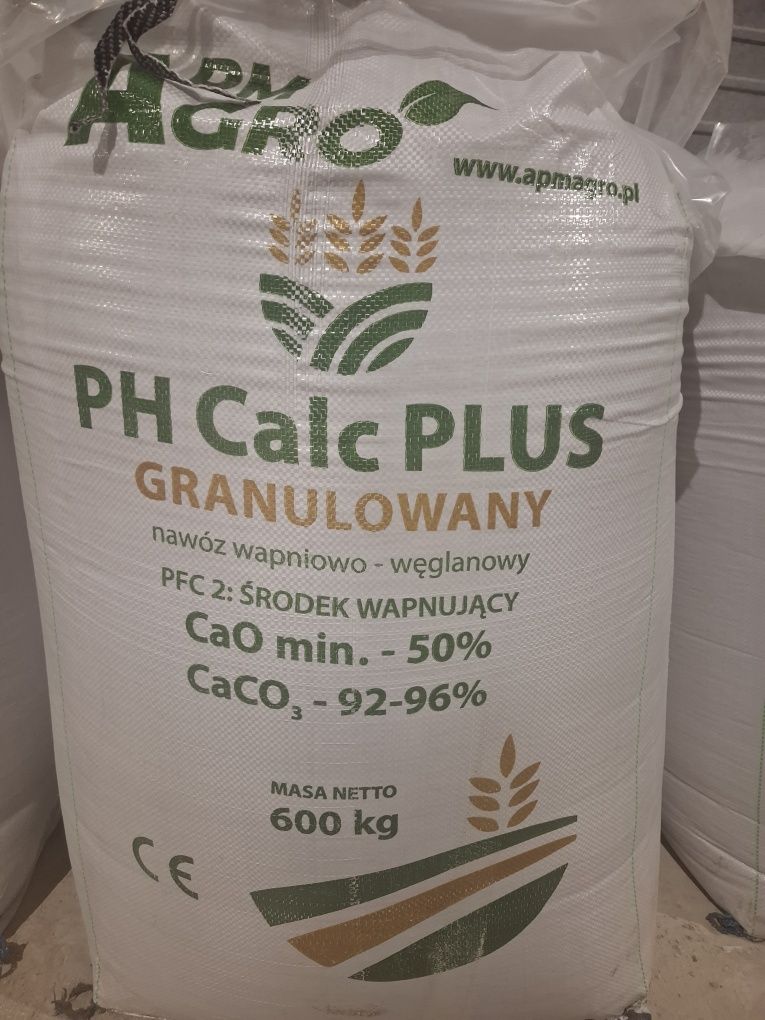 APM
AGRO
www.apmagro.pl
PH Calc PLUS
GRANULOWANY
nawóz wapniowo - węglanowy
PFC 2: ŚRODEK WAPNUJĄCY
CaO min. - 50%
CaCO₃ - 92-96%
MASA NETTO
600 kg
CE